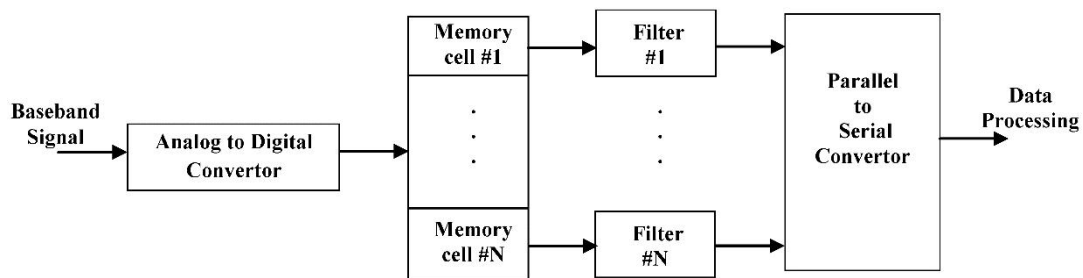 Baseband
Signal
Analog to Digital
Convertor
Memory
cell #1
.
.
.
Memory
cell #N
Filter
#1
.
.
.
Filter
#N
Parallel
to
Serial
Convertor
Data
Processing